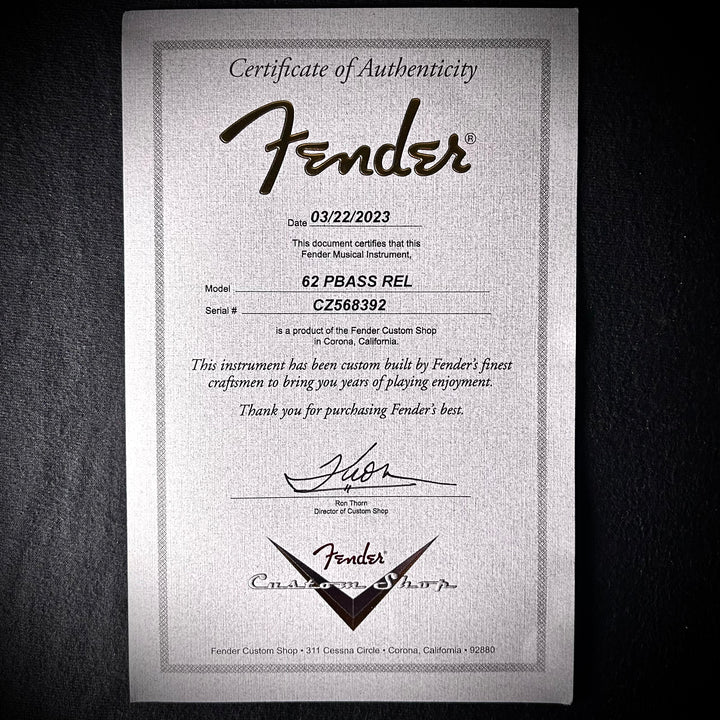 Certificate of Authenticity
Fender®
Date 03/22/2023
This document certifies that this
Fender Musical Instrument,
Model 62 PBASS REL
Serial # CZ568392
is a product of the Fender Custom Shop
in Corona, California.
This instrument has been custom built by Fender's finest
craftsmen to bring you years of playing enjoyment.
Thank you for purchasing Fender's best.
Ron Thorn
Director of Custom Shop
Fender®
Custom Shop
Fender Custom Shop • 311 Cessna Circle • Corona, California • 92880